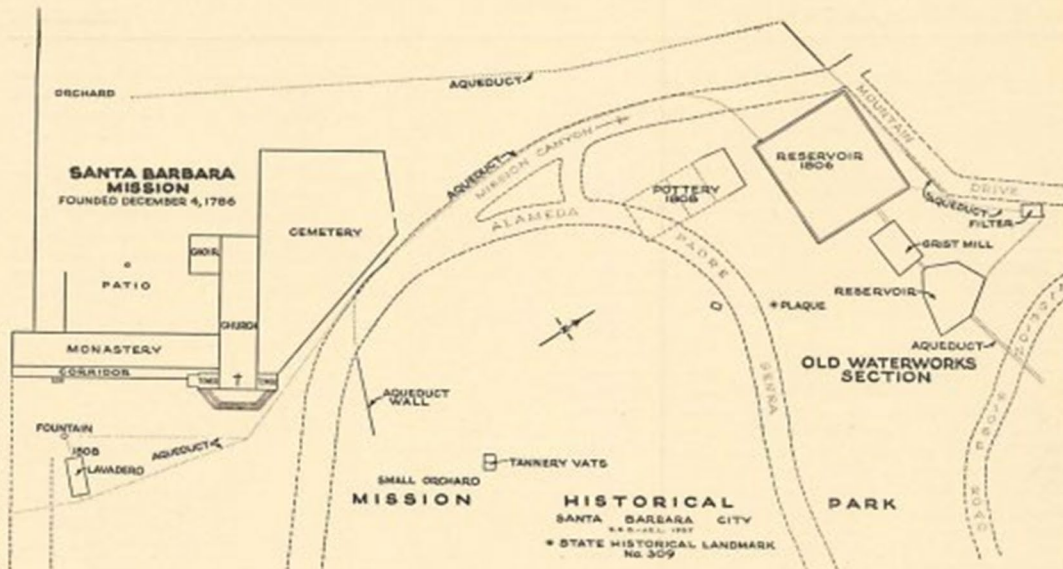 ORCHARD
AQUEDUCT
SANTA BARBARA
MISSION
FOUNDED DECEMBER 4, 1786
CEMETERY
CHOIR
PATIO
CHURCH
MONASTERY
CORRIDOR
TOWER
TOWER
FOUNTAIN
1808
LAVADERO
AQUEDUCT
AQUEDUCT
MISSION CANYON
ALAMEDA
PADRE
SERRA
POTTERY
1808
RESERVOIR
1806
MOUNTAIN
DRIVE
AQUEDUCT
FILTER
GRIST MILL
RESERVOIR
PLAQUE
AQUEDUCT
OLD WATERWORKS
SECTION
MISSION
RIDGE
ROAD
AQUEDUCT
WALL
TANNERY VATS
SMALL ORCHARD
MISSION HISTORICAL PARK
SANTA BARBARA CITY
* STATE HISTORICAL LANDMARK
No. 309